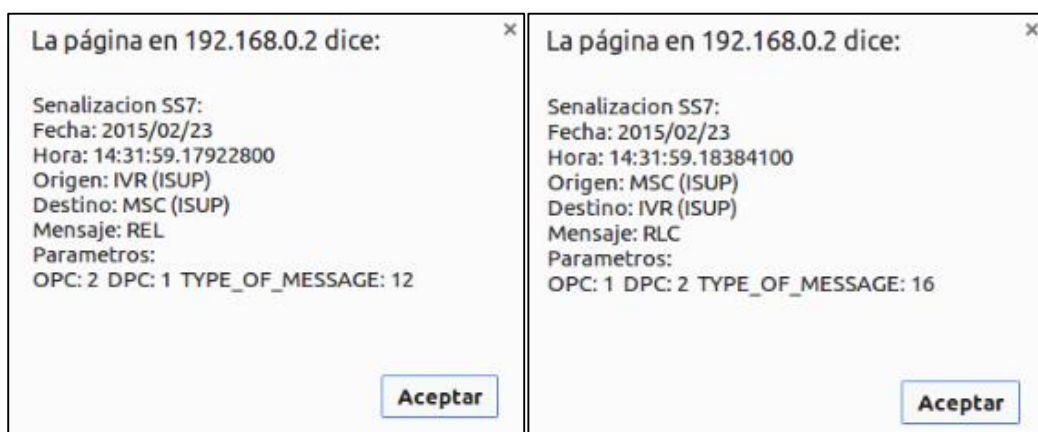 La página en 192.168.0.2 dice:
Senalizacion SS7:
Fecha: 2015/02/23
Hora: 14:31:59.17922800
Origen: IVR (ISUP)
Destino: MSC (ISUP)
Mensaje: REL
Parametros:
OPC: 2 DPC: 1 TYPE_OF_MESSAGE: 12
Aceptar
La página en 192.168.0.2 dice:
Senalizacion SS7:
Fecha: 2015/02/23
Hora: 14:31:59.18384100
Origen: MSC (ISUP)
Destino: IVR (ISUP)
Mensaje: RLC
Parametros:
OPC: 1 DPC: 2 TYPE_OF_MESSAGE: 16
Aceptar